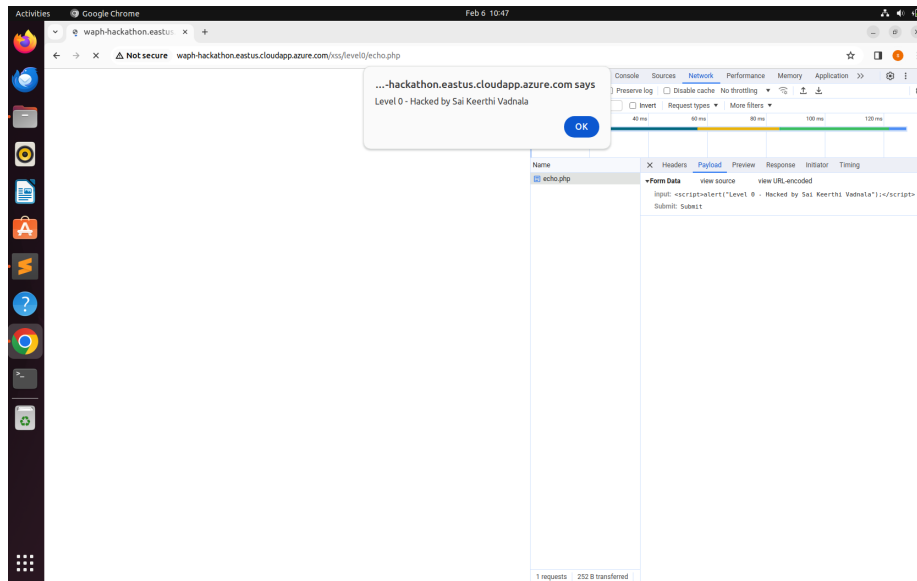 Activities Google Chrome Feb 6 10:47
waph-hackathon.eastus
Not secure waph-hackathon.eastus.cloudapp.azure.com/xss/level0/echo.php
...-hackathon.eastus.cloudapp.azure.com says
Level 0 - Hacked by Sai Keerthi Vadnala
OK
Console Sources Network Performance Memory Application
Preserve log Disable cache No throttling
Invert Request types More filters
40 ms 60 ms 80 ms 100 ms 120 ms
Name Headers Payload Preview Response Initiator Timing
echo.php
Form Data view source view URL-encoded
input: <script>alert("Level 0 - Hacked by Sai Keerthi Vadnala");</script>
Submit: Submit
1 requests 252 B transferred